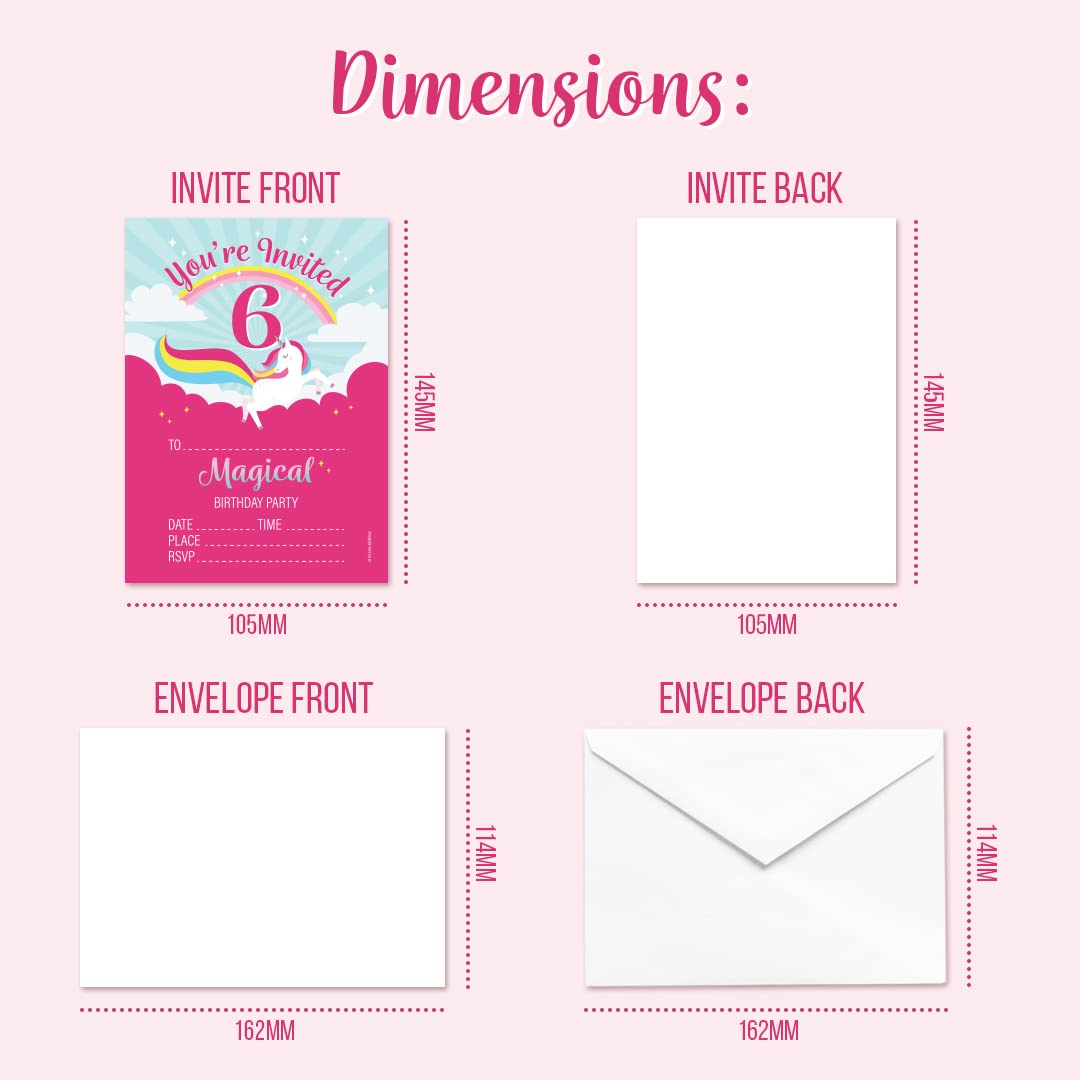 Dimensions:
INVITE FRONT
INVITE BACK
You're Invited
6
TO
Magical
BIRTHDAY PARTY
DATE TIME
PLACE
RSVP
145MM
105MM
145MM
105MM
ENVELOPE FRONT
ENVELOPE BACK
114MM
162MM
114MM
162MM